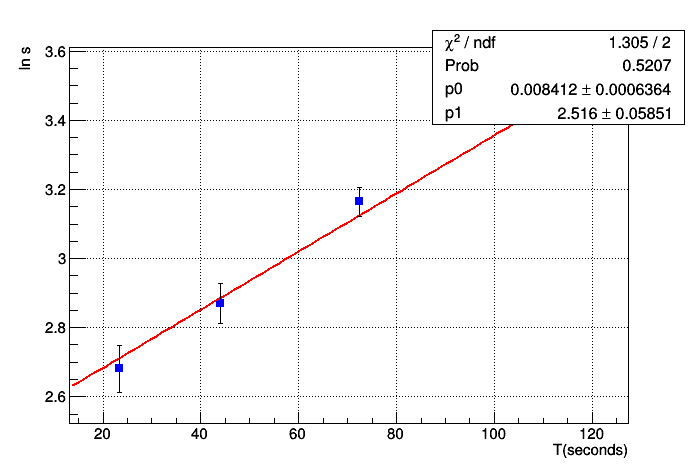 ln s
3.6
3.4
3.2
3
2.8
2.6
20 40 60 80 100 120
T(seconds)
χ² / ndf 1.305 / 2
Prob 0.5207
p0 0.008412 ± 0.0006364
p1 2.516 ± 0.05851